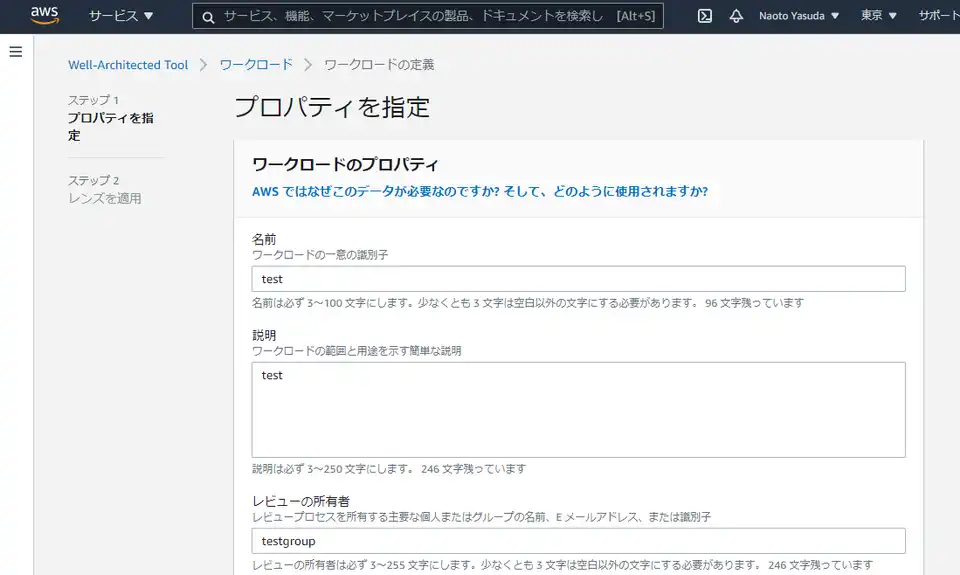 aws
サービス ▼
サービス、機能、マーケットプレイスの製品、ドキュメントを検索し [Alt+S]
Naoto Yasuda ▼
東京 ▼
サポート
Well-Architected Tool > ワークロード > ワークロードの定義
ステップ 1
プロパティを指
定
ステップ 2
レンズを適用
プロパティを指定
ワークロードのプロパティ
AWS ではなぜこのデータが必要なのですか? そして、どのように使用されますか?
名前
ワークロードの一意の識別子
test
名前は必ず 3～100 文字にします。少なくとも 3 文字は空白以外の文字にする必要があります。 96 文字残っています
説明
ワークロードの範囲と用途を示す簡単な説明
test
説明は必ず 3～250 文字にします。 246 文字残っています
レビューの所有者
レビュープロセスを所有する主要な個人またはグループの名前、E メールアドレス、または識別子
testgroup
レビューの所有者は必ず 3～255 文字にします。少なくとも 3 文字は空白以外の文字にする必要があります。 246 文字残っています